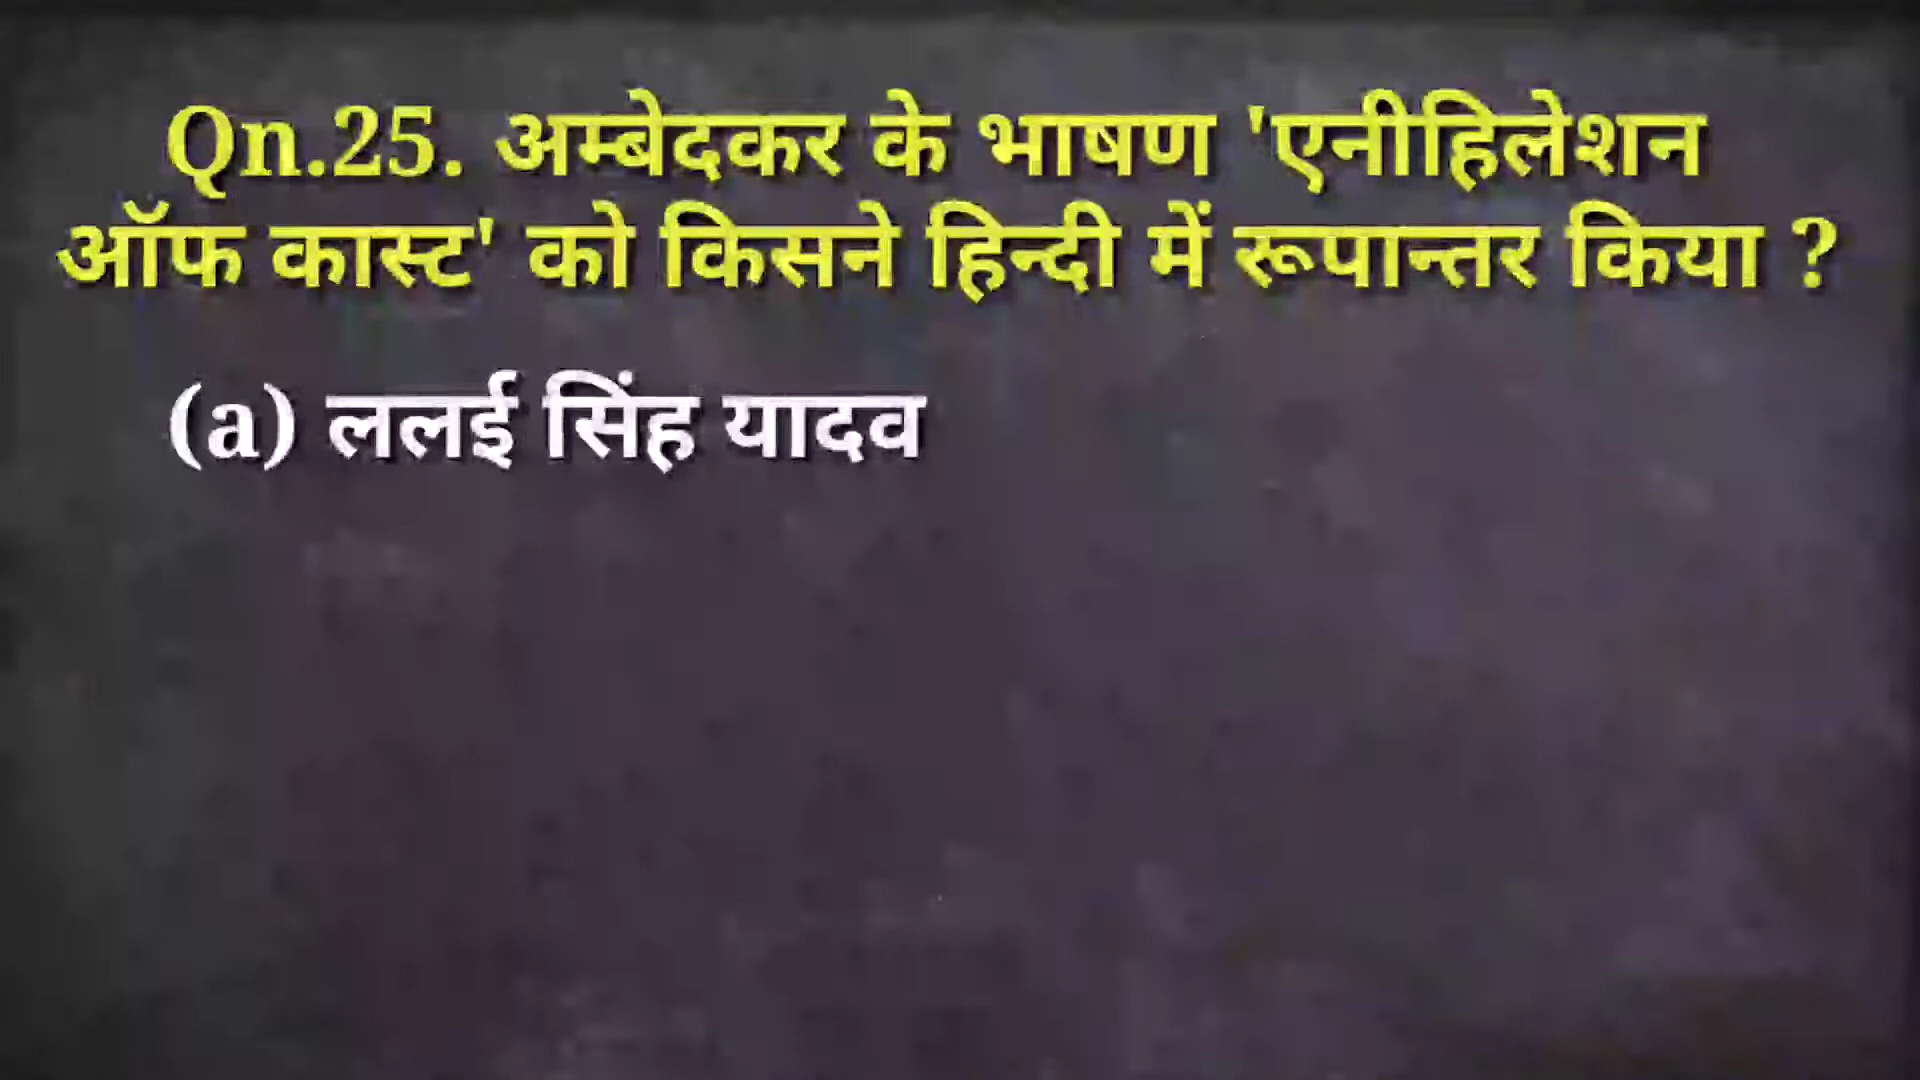 Qn.25. अम्बेदकर के भाषण 'एनीहिलेशन
ऑफ कास्ट' को किसने हिन्दी में रूपान्तर किया ?
(a) ललई सिंह यादव